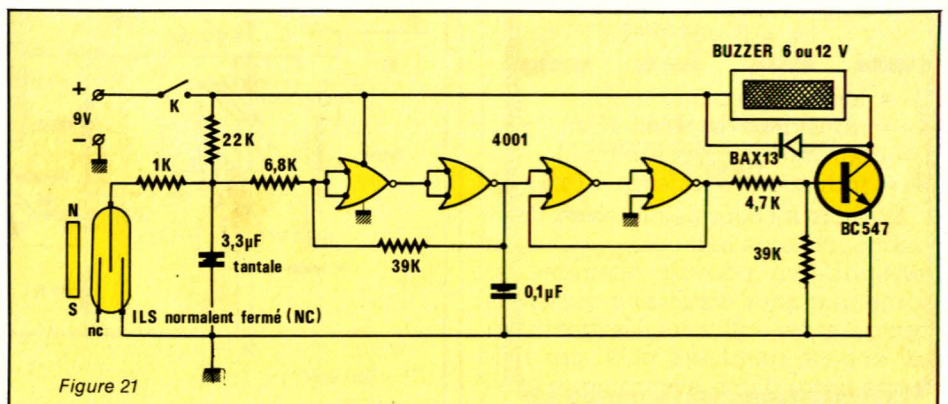 BUZZER 6 ou 12 V
+
K
9V
−
22K
4001
1K
6,8K
BAX13
4,7K
BC547
N
S
3,3µF
tantale
39K
39K
0,1µF
nc
ILS normalent fermé (NC)
Figure 21